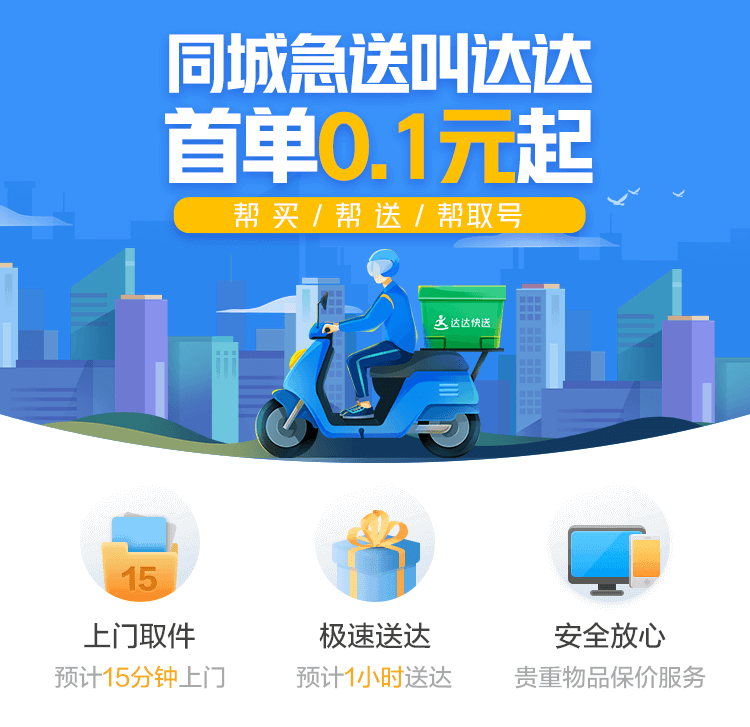 同城急送叫达达
首单0.1元起
帮买/帮送/帮取号
达达快送
15
上门取件
极速送达
安全放心
预计15分钟上门
预计1小时送达
贵重物品保价服务